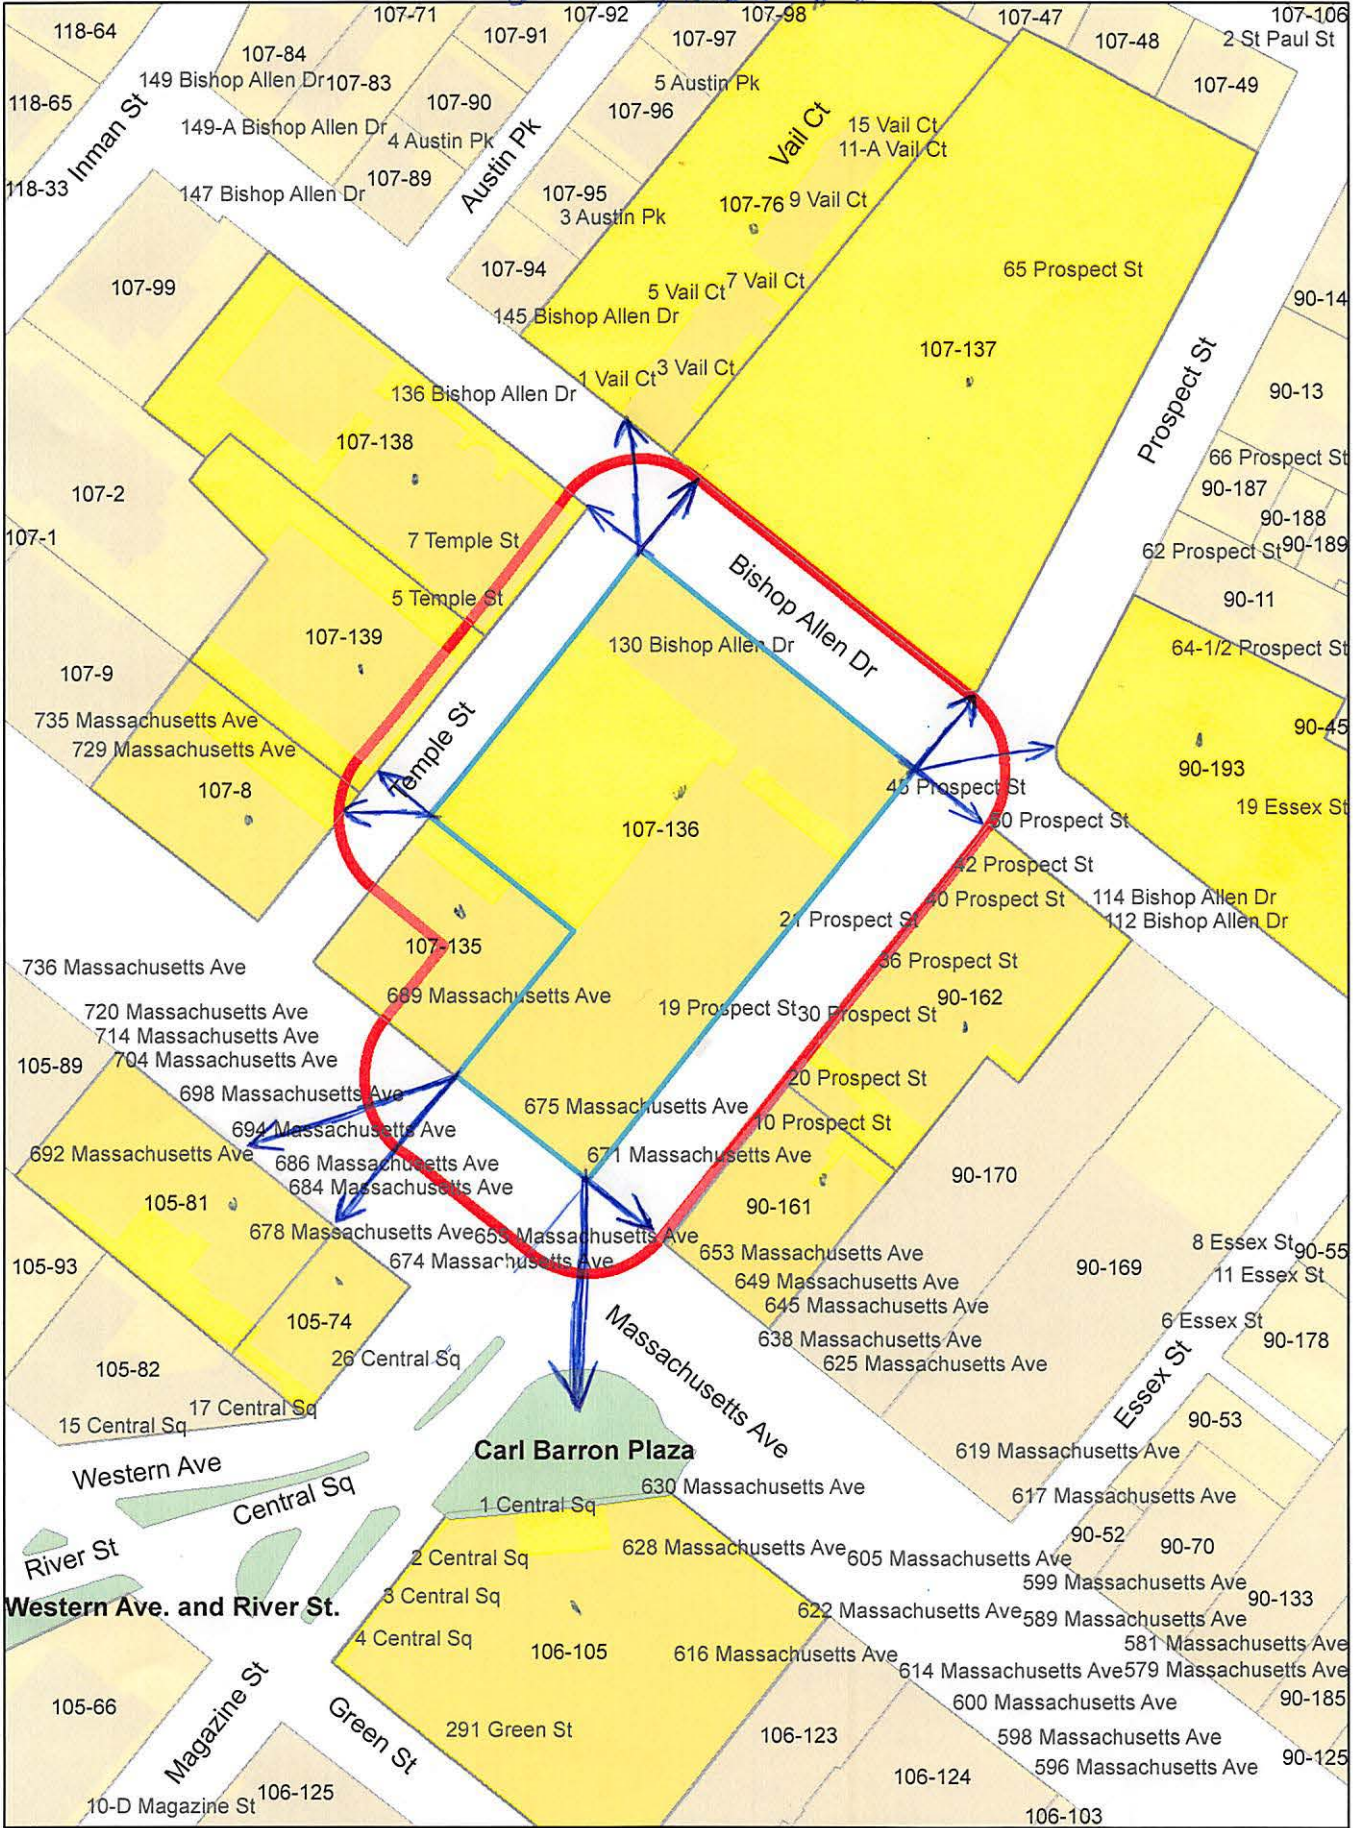 107-71
107-92
107-98
107-47
107-106
118-64
107-84
107-91
107-97
107-48
2 St Paul St
149 Bishop Allen Dr
107-83
5 Austin Pk
107-49
118-65
Inman St
107-90
107-96
Vail Ct
15 Vail Ct
149-A Bishop Allen Dr
4 Austin Pk
Austin Pk
11-A Vail Ct
118-33
147 Bishop Allen Dr
107-89
107-95
107-76
9 Vail Ct
3 Austin Pk
107-99
107-94
5 Vail Ct
7 Vail Ct
65 Prospect St
90-14
145 Bishop Allen Dr
107-137
Prospect St
1 Vail Ct
3 Vail Ct
90-13
136 Bishop Allen Dr
107-138
66 Prospect St
107-2
90-187
90-188
107-1
7 Temple St
62 Prospect St
90-189
5 Temple St
Bishop Allen Dr
90-11
107-139
130 Bishop Allen Dr
64-1/2 Prospect St
107-9
735 Massachusetts Ave
Temple St
90-45
729 Massachusetts Ave
90-193
107-8
45 Prospect St
19 Essex St
107-136
50 Prospect St
42 Prospect St
40 Prospect St
114 Bishop Allen Dr
21 Prospect St
112 Bishop Allen Dr
107-135
736 Massachusetts Ave
36 Prospect St
689 Massachusetts Ave
90-162
720 Massachusetts Ave
19 Prospect St
30 Prospect St
714 Massachusetts Ave
704 Massachusetts Ave
105-89
20 Prospect St
698 Massachusetts Ave
675 Massachusetts Ave
10 Prospect St
694 Massachusetts Ave
692 Massachusetts Ave
671 Massachusetts Ave
686 Massachusetts Ave
90-170
684 Massachusetts Ave
105-81
90-161
678 Massachusetts Ave
655 Massachusetts Ave
8 Essex St
90-55
674 Massachusetts Ave
653 Massachusetts Ave
105-93
90-169
11 Essex St
649 Massachusetts Ave
645 Massachusetts Ave
105-74
6 Essex St
638 Massachusetts Ave
90-178
26 Central Sq
625 Massachusetts Ave
105-82
Massachusetts Ave
Essex St
17 Central Sq
15 Central Sq
90-53
Carl Barron Plaza
619 Massachusetts Ave
Western Ave
630 Massachusetts Ave
Central Sq
1 Central Sq
617 Massachusetts Ave
90-52
River St
2 Central Sq
628 Massachusetts Ave
605 Massachusetts Ave
90-70
599 Massachusetts Ave
3 Central Sq
90-133
Western Ave. and River St.
622 Massachusetts Ave
589 Massachusetts Ave
4 Central Sq
106-105
616 Massachusetts Ave
581 Massachusetts Ave
614 Massachusetts Ave
579 Massachusetts Ave
105-66
Magazine St
Green St
600 Massachusetts Ave
90-185
291 Green St
106-123
598 Massachusetts Ave
90-125
596 Massachusetts Ave
106-124
10-D Magazine St
106-125
106-103